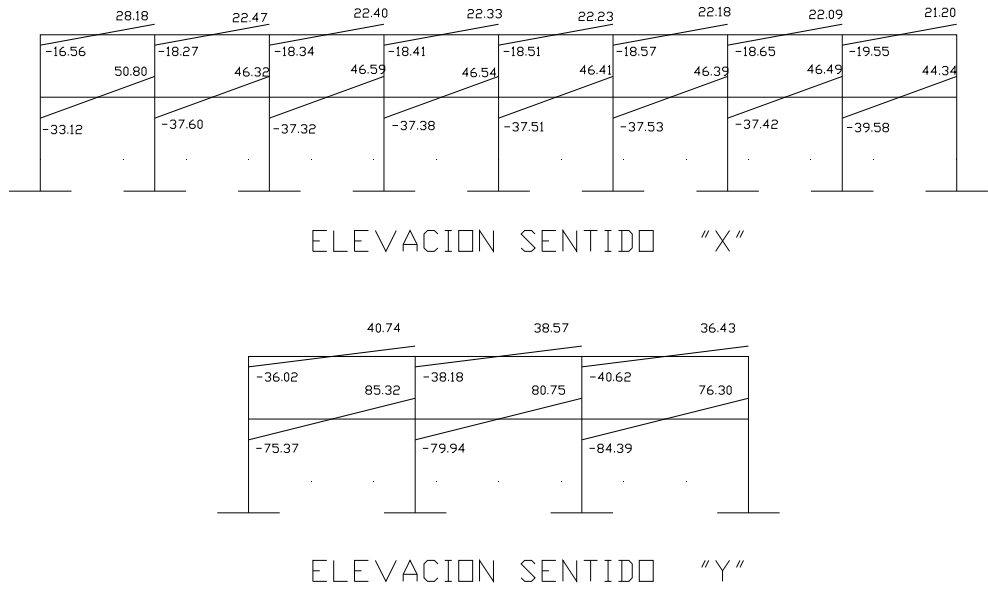 28.18 22.47 22.40 22.33 22.23 22.18 22.09 21.20
-16.56 -18.27 -18.34 -18.41 -18.51 -18.57 -18.65 -19.55
50.80 46.32 46.59 46.54 46.41 46.39 46.49 44.34
-33.12 -37.60 -37.32 -37.38 -37.51 -37.53 -37.42 -39.58
ELEVACION SENTIDO "X"
40.74 38.57 36.43
-36.02 -38.18 -40.62
85.32 80.75 76.30
-75.37 -79.94 -84.39
ELEVACION SENTIDO "Y"